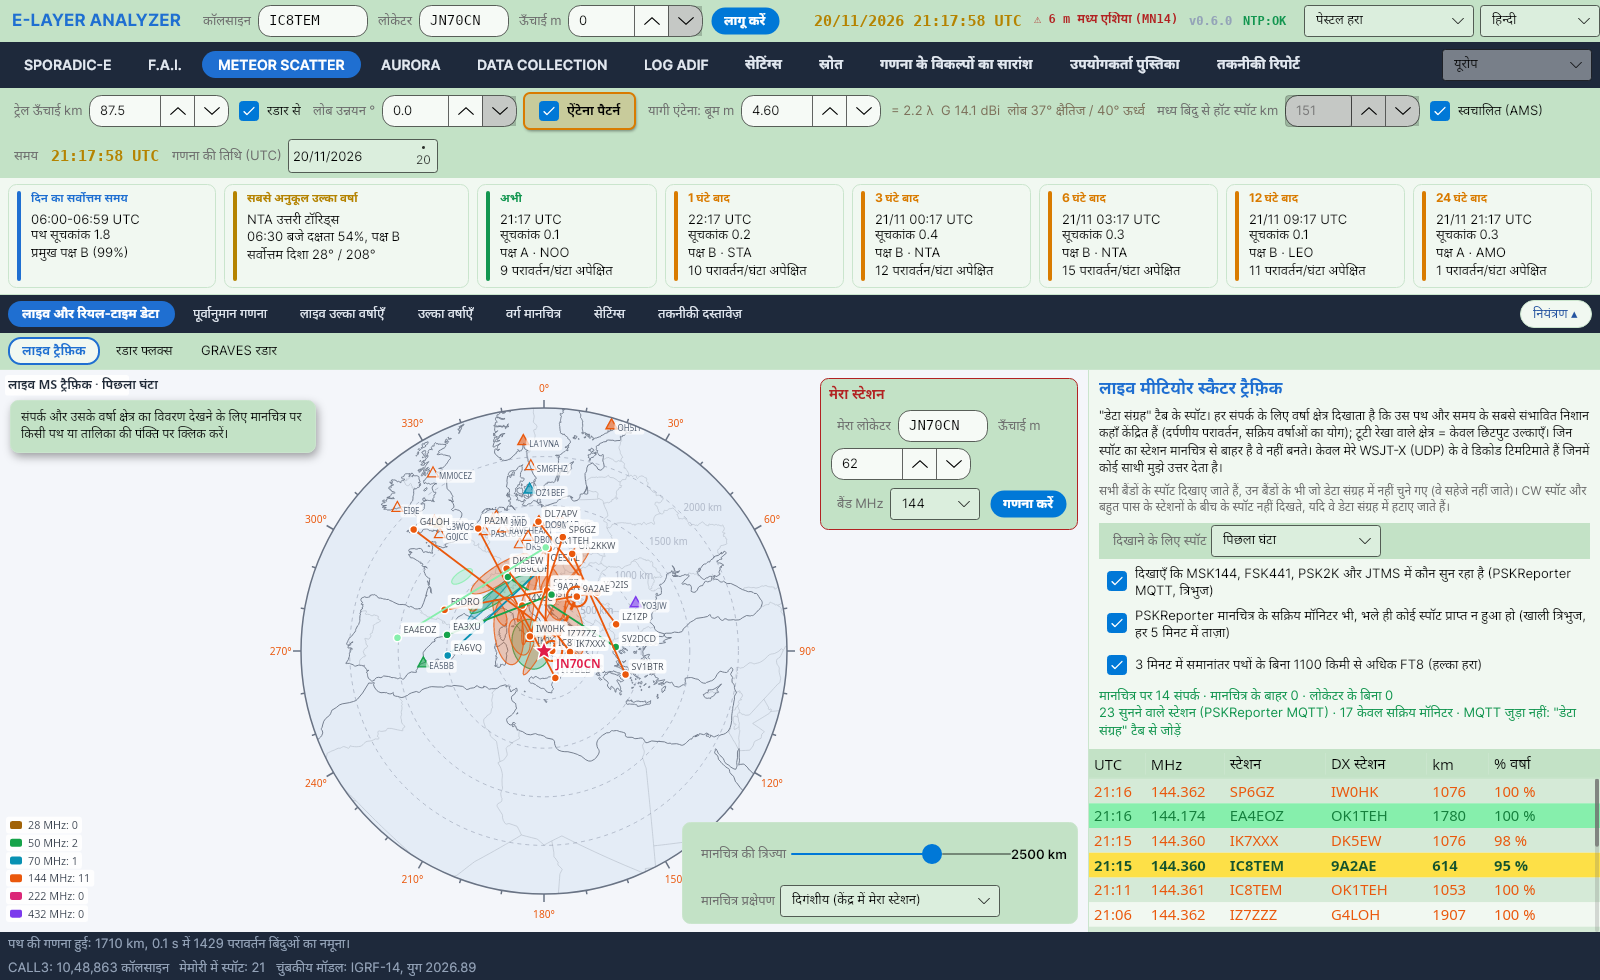 E-LAYER ANALYZER कॉलसाइन IC8TEM लोकेटर JN70CN ऊँचाई m 0 लागू करें 20/11/2026 21:17:58 UTC ⚠ 6 m मध्य एशिया (MN14) v0.6.0 NTP:OK पेस्टल हरा हिन्दी
SPORADIC-E F.A.I. METEOR SCATTER AURORA DATA COLLECTION LOG ADIF सेटिंग्स स्रोत गणना के विकल्पों का सारांश उपयोगकर्ता पुस्तिका तकनीकी रिपोर्ट यूरोप
ट्रेल ऊँचाई km 87.5 रडार से लोब उन्नयन ° 0.0 ऐंटेना पैटर्न यागी एंटेना: बूम m 4.60 = 2.2 λ G 14.1 dBi लोब 37° क्षैतिज / 40° ऊर्ध्व मध्य बिंदु से हॉट स्पॉट km 151 स्वचालित (AMS)
समय 21:17:58 UTC गणना की तिथि (UTC) 20/11/2026 20
दिन का सर्वोत्तम समय
06:00-06:59 UTC
पथ सूचकांक 1.8
प्रमुख पक्ष B (99%)
सबसे अनुकूल उल्का वर्षा
NTA उत्तरी टॉरिड्स
06:30 बजे दक्षता 54%, पक्ष B
सर्वोत्तम दिशा 28° / 208°
अभी
21:17 UTC
सूचकांक 0.1
पक्ष A · NOO
9 परावर्तन/घंटा अपेक्षित
1 घंटे बाद
22:17 UTC
सूचकांक 0.2
पक्ष B · STA
10 परावर्तन/घंटा अपेक्षित
3 घंटे बाद
21/11 00:17 UTC
सूचकांक 0.4
पक्ष B · NTA
12 परावर्तन/घंटा अपेक्षित
6 घंटे बाद
21/11 03:17 UTC
सूचकांक 0.3
पक्ष B · NTA
15 परावर्तन/घंटा अपेक्षित
12 घंटे बाद
21/11 09:17 UTC
सूचकांक 0.1
पक्ष B · LEO
11 परावर्तन/घंटा अपेक्षित
24 घंटे बाद
21/11 21:17 UTC
सूचकांक 0.3
पक्ष A · AMO
1 परावर्तन/घंटा अपेक्षित
लाइव और रियल-टाइम डेटा पूर्वानुमान गणना लाइव उल्का वर्षाएँ उल्का वर्षाएँ वर्ग मानचित्र सेटिंग्स तकनीकी दस्तावेज़ नियंत्रण ▴
लाइव ट्रैफ़िक रडार फ्लक्स GRAVES रडार
लाइव MS ट्रैफ़िक · पिछला घंटा
संपर्क और उसके वर्षा क्षेत्र का विवरण देखने के लिए मानचित्र पर
किसी पथ या तालिका की पंक्ति पर क्लिक करें।
0°
30°
60°
90°
120°
150
180°
210°
240°
270°
300°
330°
2000 km
1500 km
1000 km
LA1VNA
SM6FHZ
MM0CEZ
OZ1BEF
EI9E
G4LOH
G0JCC
PA2M
DL7APV
SP6GZ
DK5EW
9A2AE
YO3JW
LZ1ZP
SV2DCD
SV1BTR
IW0HK
IK7XXX
JN70CN
EA4EOZ
EA3XU
EA6VQ
EA5BB
मेरा स्टेशन
मेरा लोकेटर JN70CN ऊँचाई m
62
बैंड MHz 144 गणना करें
28 MHz: 0
50 MHz: 2
70 MHz: 1
144 MHz: 11
222 MHz: 0
432 MHz: 0
मानचित्र की त्रिज्या 2500 km
मानचित्र प्रक्षेपण दिगंशीय (केंद्र में मेरा स्टेशन)
लाइव मीटियोर स्कैटर ट्रैफ़िक
"डेटा संग्रह" टैब के स्पॉट। हर संपर्क के लिए वर्षा क्षेत्र दिखाता है कि उस पथ और समय के सबसे संभावित निशान
कहाँ केंद्रित हैं (दर्पणीय परावर्तन, सक्रिय वर्षाओं का योग); टूटी रेखा वाले क्षेत्र = केवल छिटपुट उल्काएँ। जिन
स्पॉट का स्टेशन मानचित्र से बाहर है वे नहीं बनते। केवल मेरे WSJT-X (UDP) के वे डिकोड टिमटिमाते हैं जिनमें
कोई साथी मुझे उत्तर देता है।
सभी बैंडों के स्पॉट दिखाए जाते हैं, उन बैंडों के भी जो डेटा संग्रह में नहीं चुने गए (वे सहेजे नहीं जाते)। CW स्पॉट और
बहुत पास के स्टेशनों के बीच के स्पॉट नहीं दिखते, यदि वे डेटा संग्रह में हटाए गए हैं।
दिखाने के लिए स्पॉट पिछला घंटा
दिखाएँ कि MSK144, FSK441, PSK2K और JTMS में कौन सुन रहा है (PSKReporter
MQTT, त्रिभुज)
PSKReporter मानचित्र के सक्रिय मॉनिटर भी, भले ही कोई स्पॉट प्राप्त न हुआ हो (खाली त्रिभुज,
हर 5 मिनट में ताज़ा)
3 मिनट में समानांतर पथों के बिना 1100 किमी से अधिक FT8 (हल्का हरा)
मानचित्र पर 14 संपर्क · मानचित्र के बाहर 0 · लोकेटर के बिना 0
23 सुनने वाले स्टेशन (PSKReporter MQTT) · 17 केवल सक्रिय मॉनिटर · MQTT जुड़ा नहीं: "डेटा
संग्रह" टैब से जोड़ें
UTC MHz स्टेशन DX स्टेशन km % वर्षा
21:16 144.362 SP6GZ IW0HK 1076 100 %
21:16 144.174 EA4EOZ OK1TEH 1780 100 %
21:15 144.360 IK7XXX DK5EW 1076 98 %
21:15 144.360 IC8TEM 9A2AE 614 95 %
21:11 144.361 IC8TEM OK1TEH 1053 100 %
21:06 144.362 IZ7ZZZ G4LOH 1907 100 %
पथ की गणना हुई: 1710 km, 0.1 s में 1429 परावर्तन बिंदुओं का नमूना।
CALL3: 10,48,863 कॉलसाइन मेमोरी में स्पॉट: 21 चुंबकीय मॉडल: IGRF-14, युग 2026.89